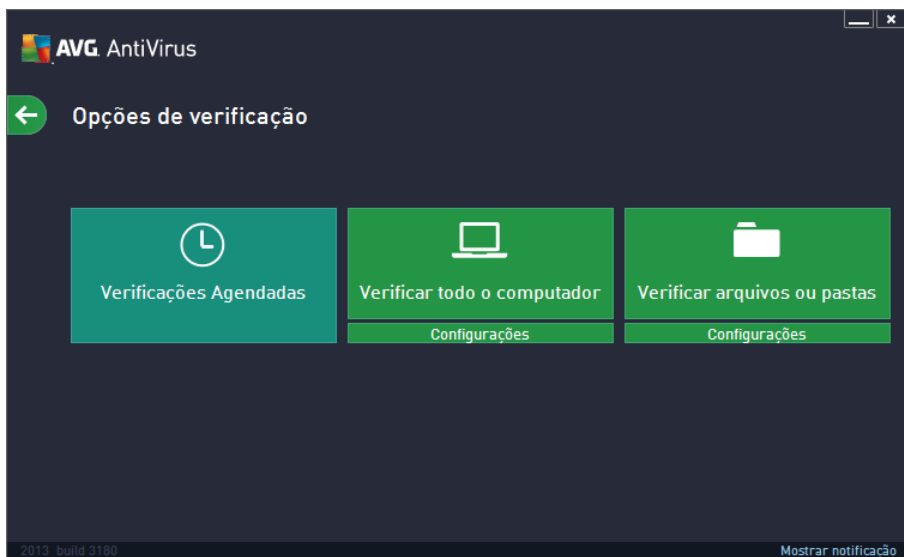 AVG. AntiVirus
Opções de verificação
Verificações Agendadas
Verificar todo o computador
Verificar arquivos ou pastas
Configurações
Configurações
2013 build 3180
Mostrar notificação